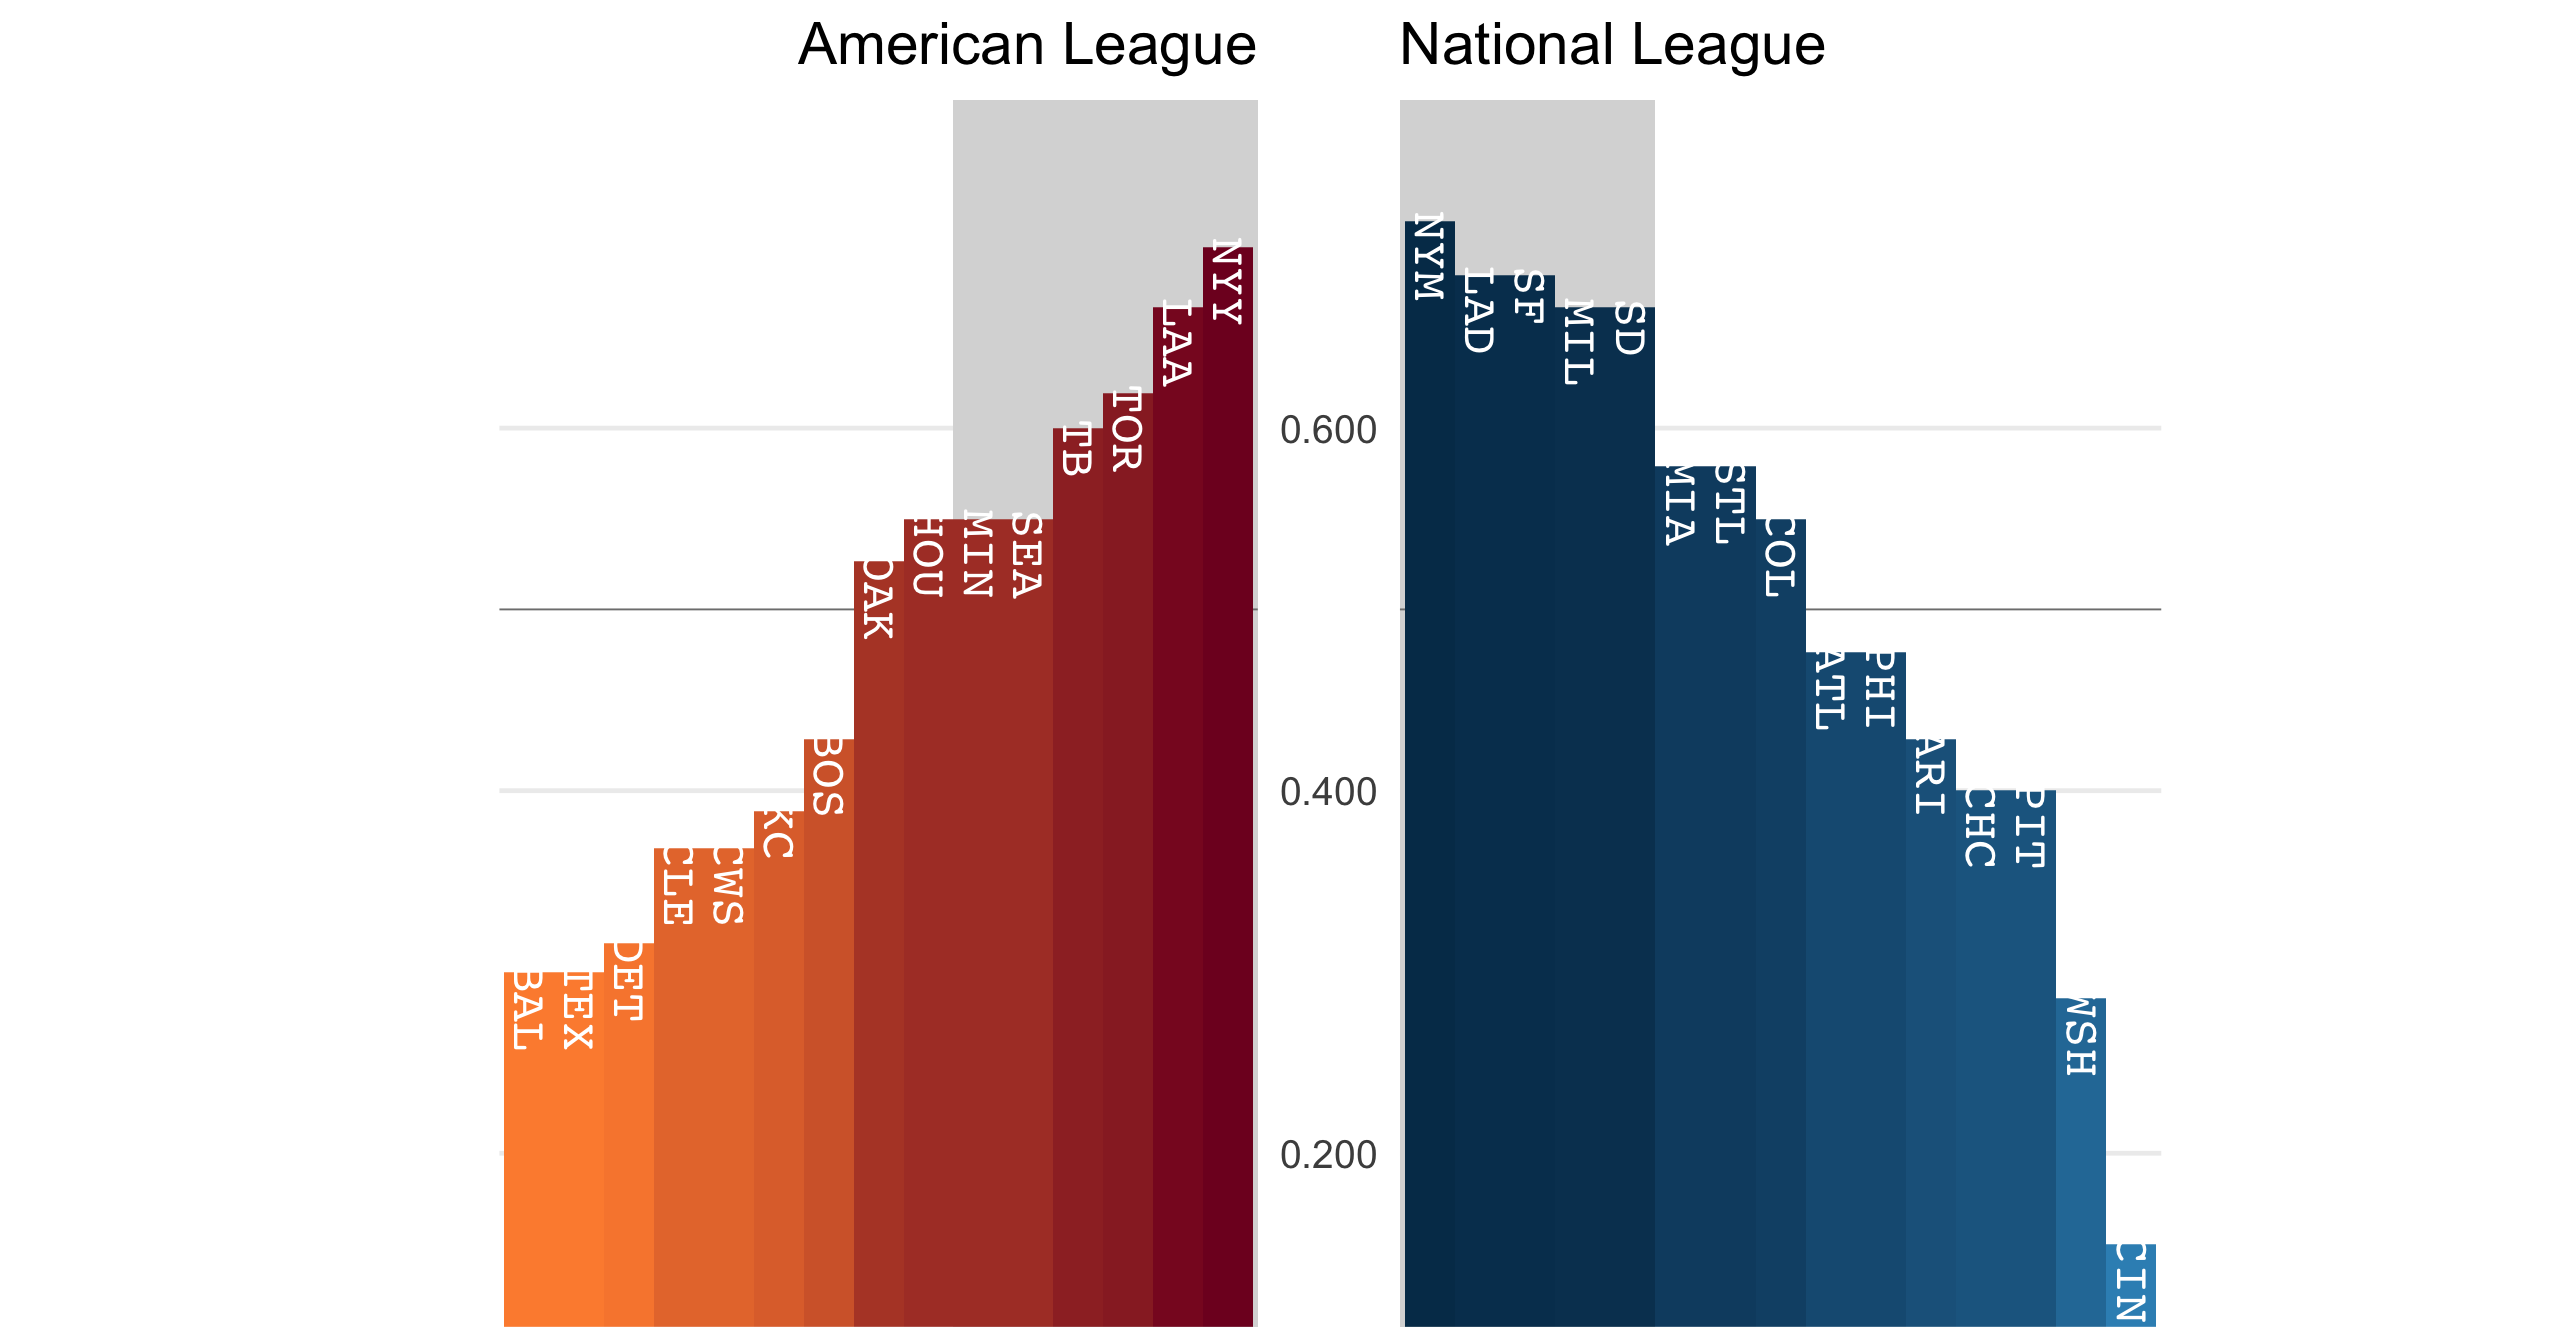 American League
National League
BAL
TEX
DET
CLE
CWS
KC
BOS
OAK
HOU
MIN
SEA
TB
TOR
LAA
NYY
0.600
0.400
0.200
NYM
LAD
SF
MIL
SD
MIA
STL
COL
ATL
PHI
ARI
CHC
PIT
WSH
CIN